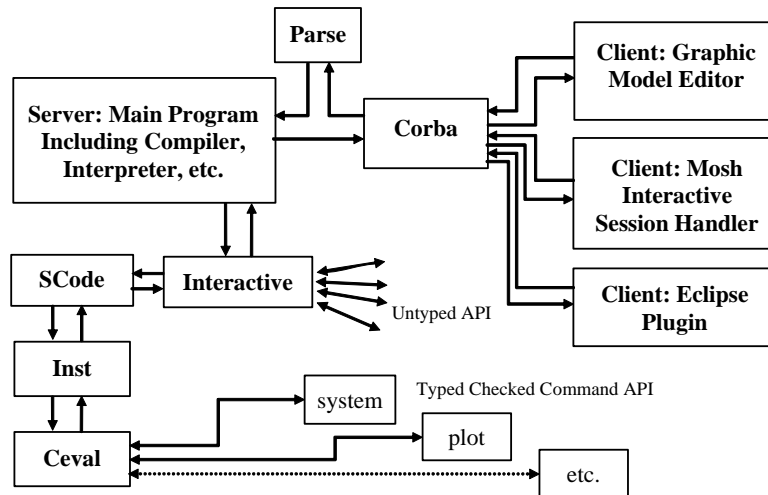 Parse
Client: Graphic
Model Editor
Server: Main Program
Including Compiler,
Interpreter, etc.
Corba
Client: Mosh
Interactive
Session Handler
SCode
Interactive
Untyped API
Client: Eclipse
Plugin
Inst
system
Typed Checked Command API
Ceval
plot
etc.